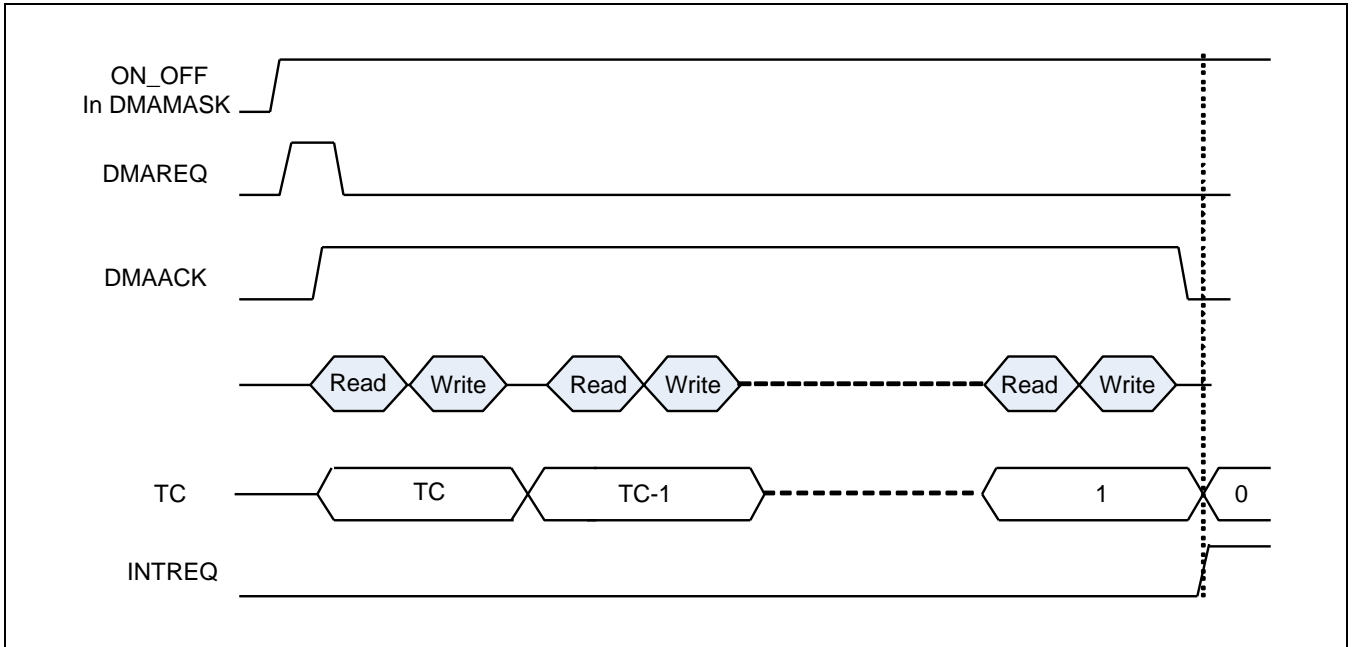 ON_OFF
In DMAMASK
DMAREQ
DMAACK
Read Write Read Write Read Write
TC TC TC-1 1 0
INTREQ